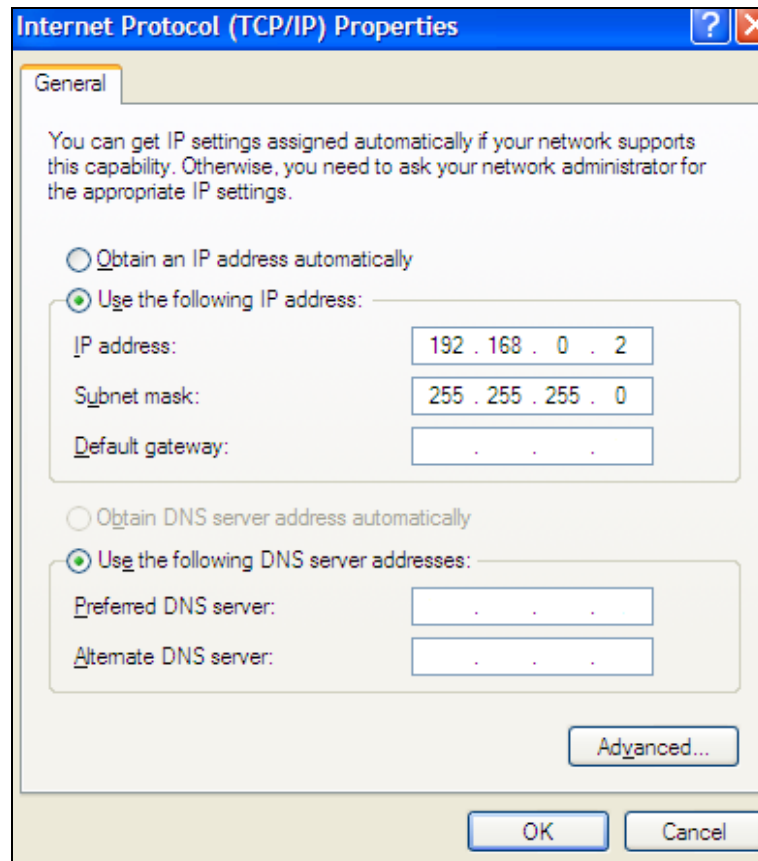 Internet Protocol (TCP/IP) Properties
General
You can get IP settings assigned automatically if your network supports
this capability. Otherwise, you need to ask your network administrator for
the appropriate IP settings.
Obtain an IP address automatically
Use the following IP address:
IP address: 192 . 168 . 0 . 2
Subnet mask: 255 . 255 . 255 . 0
Default gateway: . . .
Obtain DNS server address automatically
Use the following DNS server addresses:
Preferred DNS server: . . .
Alternate DNS server: . . .
Advanced...
OK Cancel